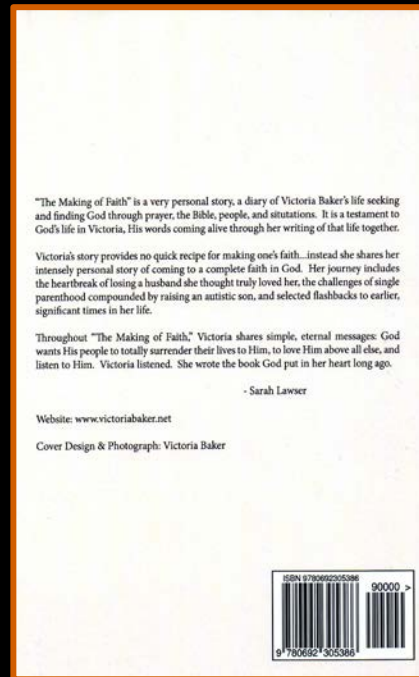 "The Making of Faith" is a very personal story, a diary of Victoria Baker's life seeking
and finding God through prayer, the Bible, people, and situtations. It is a testament to
God's life in Victoria, His words coming alive through her writing of that life together.
Victoria's story provides no quick recipe for making one's faith...instead she shares her
intensely personal story of coming to a complete faith in God. Her journey includes
the heartbreak of losing a husband she thought truly loved her, the challenges of single
parenthood compounded by raising an autistic son, and selected flashbacks to earlier,
significant times in her life.
Throughout "The Making of Faith," Victoria shares simple, eternal messages: God
wants His people to totally surrender their lives to Him, to love Him above all else, and
listen to Him. Victoria listened. She wrote the book God put in her heart long ago.
- Sarah Lawser
Website: www.victoriabaker.net
Cover Design & Photograph: Victoria Baker
ISBN 9780692305386
90000 >
9 780692 305386